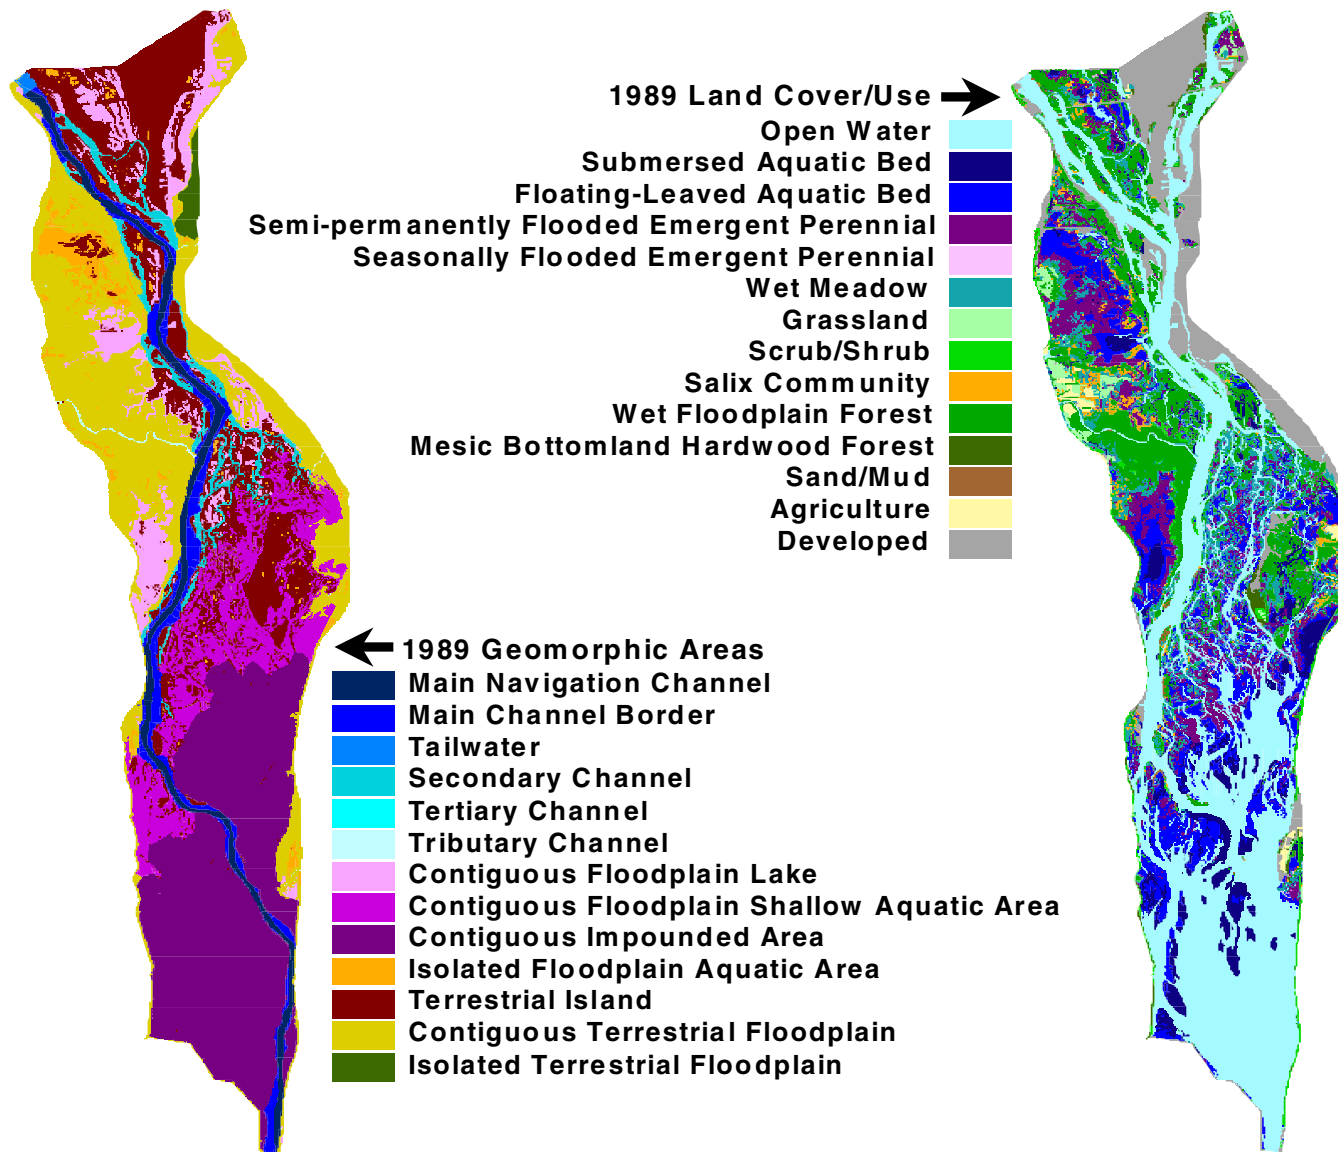 1989 Land Cover/Use
Open Water
Submersed Aquatic Bed
Floating-Leaved Aquatic Bed
Semi-permanently Flooded Emergent Perennial
Seasonally Flooded Emergent Perennial
Wet Meadow
Grassland
Scrub/Shrub
Salix Community
Wet Floodplain Forest
Mesic Bottomland Hardwood Forest
Sand/Mud
Agriculture
Developed
1989 Geomorphic Areas
Main Navigation Channel
Main Channel Border
Tailwater
Secondary Channel
Tertiary Channel
Tributary Channel
Contiguous Floodplain Lake
Contiguous Floodplain Shallow Aquatic Area
Contiguous Impounded Area
Isolated Floodplain Aquatic Area
Terrestrial Island
Contiguous Terrestrial Floodplain
Isolated Terrestrial Floodplain